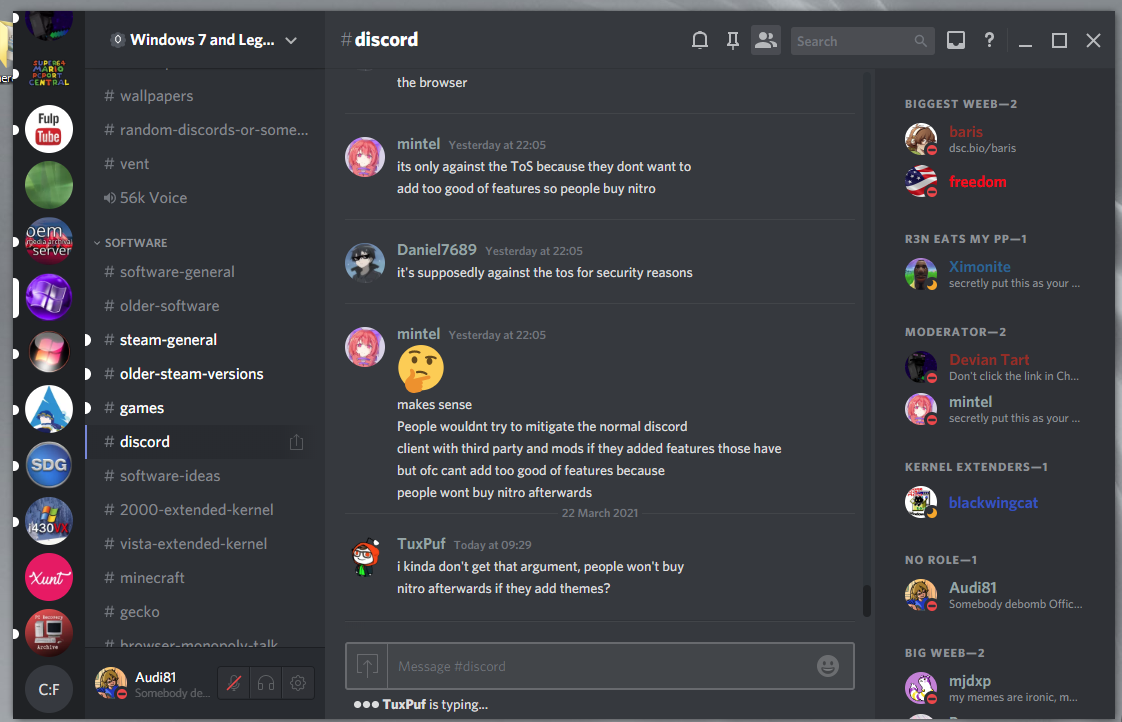 ner
SUPER64
MARIO
PCPORT
CENTRAL
Fulp
Tube
oem
media archival
server
SDG
i430VX
Xunt
PC Recovery
Archive
C:F
Windows 7 and Leg...
# wallpapers
# random-discords-or-some...
# vent
56k Voice
SOFTWARE
# software-general
# older-software
# steam-general
# older-steam-versions
# games
# discord
# software-ideas
# 2000-extended-kernel
# vista-extended-kernel
# minecraft
# gecko
# browser-monopoly-talk
Audi81
Somebody de...
#discord
Search
?
the browser
mintel Yesterday at 22:05
its only against the ToS because they dont want to
add too good of features so people buy nitro
Daniel7689 Yesterday at 22:05
it's supposedly against the tos for security reasons
mintel Yesterday at 22:05
makes sense
People wouldnt try to mitigate the normal discord
client with third party and mods if they added features those have
but ofc cant add too good of features because
people wont buy nitro afterwards
22 March 2021
TuxPuf Today at 09:29
i kinda don't get that argument, people won't buy
nitro afterwards if they add themes?
Message #discord
TuxPuf is typing...
BIGGEST WEEB—2
baris
dsc.bio/baris
freedom
R3N EATS MY PP—1
Ximonite
secretly put this as your ...
MODERATOR—2
Devian Tart
Don't click the link in Ch...
mintel
secretly put this as your ...
KERNEL EXTENDERS—1
blackwingcat
NO ROLE—1
Audi81
Somebody debomb Offic...
BIG WEEB—2
mjdxp
my memes are ironic, m...